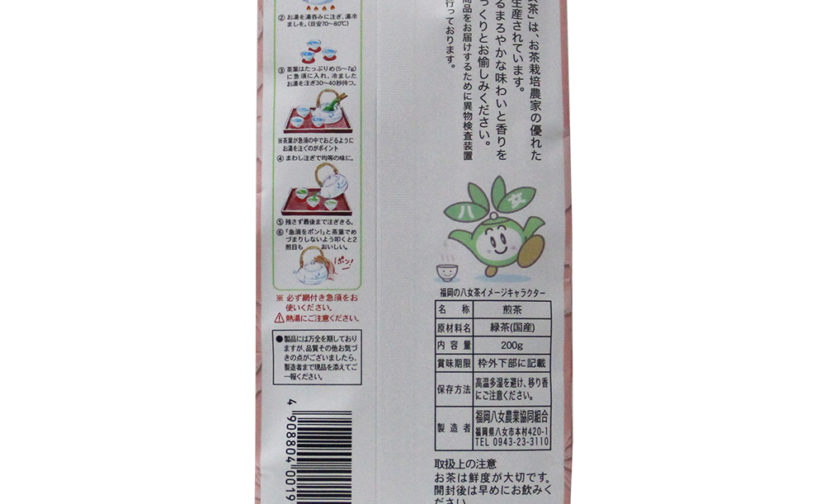 ② お湯を湯呑みに注ぎ、湯冷
ましを。(目安70~80℃)
③ 茶葉はたっぷりめ(5~7g)
に急須に入れ、冷ました
お湯を注ぎ30~40秒待つ。
※茶葉が急須の中でおどるように
お湯を注ぐのがポイント
④ まわし注ぎで均等の味に。
⑤ 残さず最後まで注ぎきる。
⑥ 「急須をポン!」と茶葉でめ
づまりしないよう叩くと2
煎目も おいしい。
ポン!
※ 必ず網付き急須をお
使いください。
⚠熱湯にご注意ください。
●製品には万全を期しており
ますが、品質その他お気づ
きの点がございましたら、
製造者まで現品を添えてご
一報ください。
4 908804 0019
茶」は、お茶栽培農家の優れた
生産されています。
るまろやかな味わいと香りを
っくりとお愉しみください。
商品をお届けするために異物検査装置
行っております。
八女
福岡の八女茶イメージキャラクター
名称 煎茶
原材料名 緑茶(国産)
内容量 200g
賞味期限 枠外下部に記載
保存方法 高温多湿を避け、移り香
にご注意ください。
製造者 福岡八女農業協同組合
福岡県八女市本村420-1
TEL 0943-23-3110
取扱上の注意
お茶は鮮度が大切です。
開封後は早めにお飲みく
ださい。